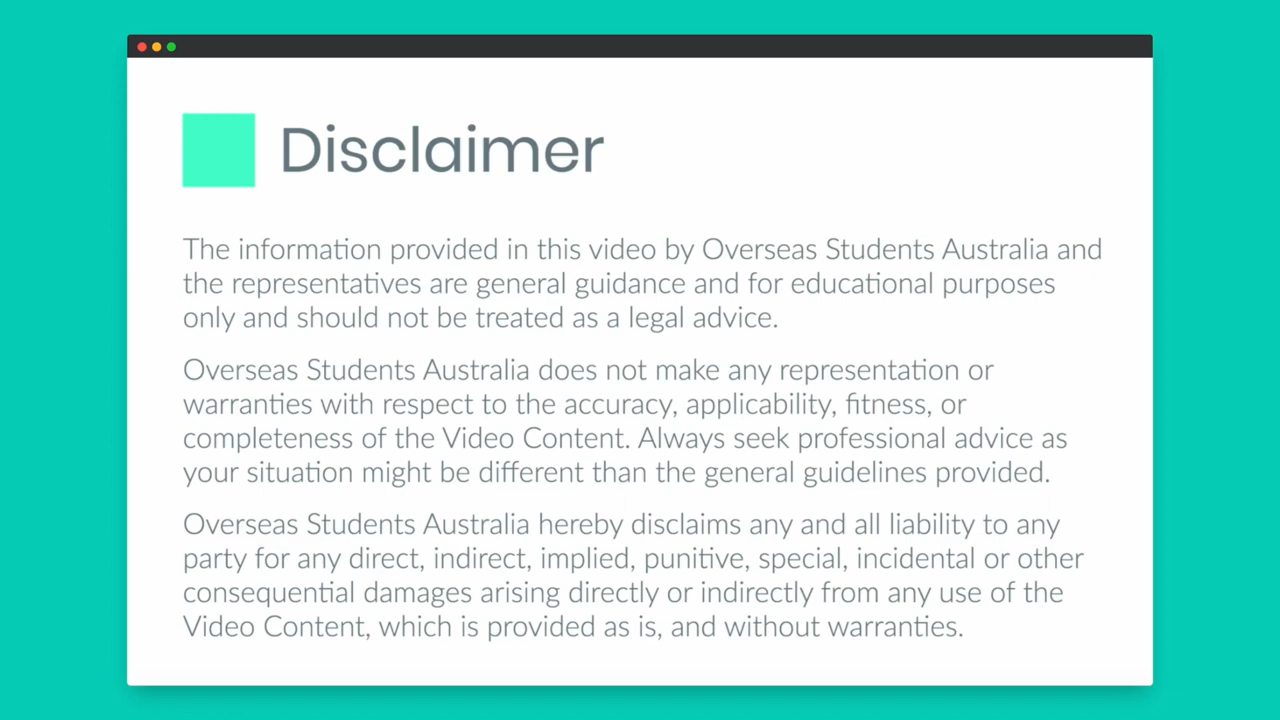 Disclaimer
The information provided in this video by Overseas Students Australia and
the representatives are general guidance and for educational purposes
only and should not be treated as a legal advice.
Overseas Students Australia does not make any representation or
warranties with respect to the accuracy, applicability, fitness, or
completeness of the Video Content. Always seek professional advice as
your situation might be different than the general guidelines provided.
Overseas Students Australia hereby disclaims any and all liability to any
party for any direct, indirect, implied, punitive, special, incidental or other
consequential damages arising directly or indirectly from any use of the
Video Content, which is provided as is, and without warranties.